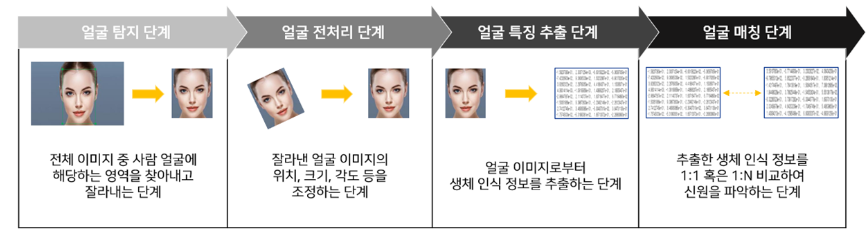 얼굴 탐지 단계
얼굴 전처리 단계
얼굴 특징 추출 단계
얼굴 매칭 단계
전체 이미지 중 사람 얼굴에
해당하는 영역을 찾아내고
잘라내는 단계
잘라낸 얼굴 이미지의
위치, 크기, 각도 등을
조정하는 단계
얼굴 이미지로부터
생체 인식 정보를 추출하는 단계
추출한 생체 인식 정보를
1:1 혹은 1:N 비교하여
신원을 파악하는 단계